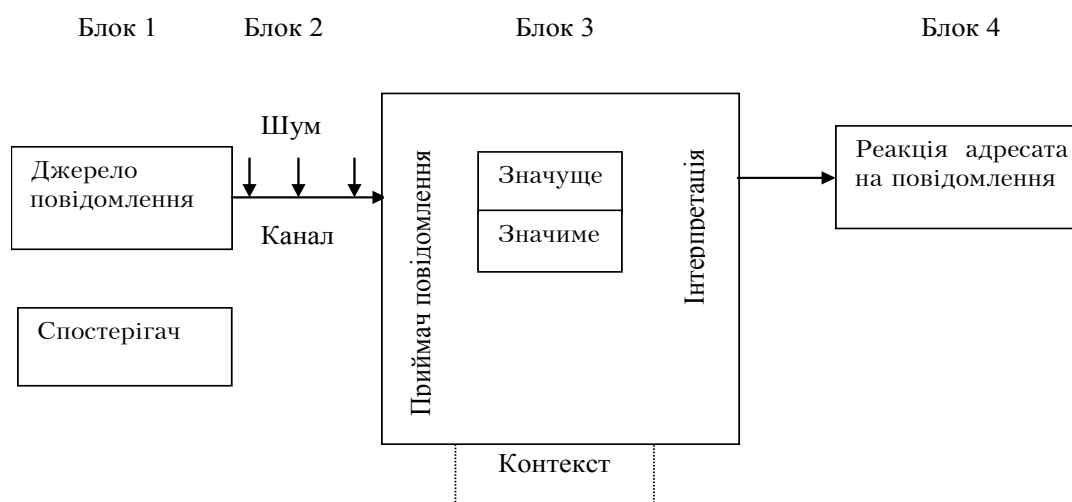 Блок 1
Блок 2
Блок 3
Блок 4
Шум
Джерело
повідомлення
Канал
Спостерігач
Приймач повідомлення
Значуще
Значиме
Інтерпретація
Реакція адресата
на повідомлення
Контекст